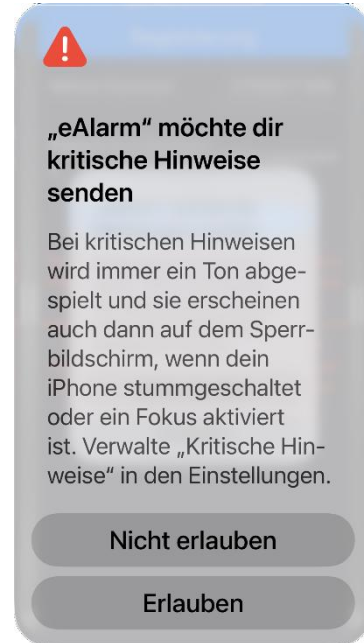 „eAlarm“ möchte dir
kritische Hinweise
senden
Bei kritischen Hinweisen
wird immer ein Ton abge-
spielt und sie erscheinen
auch dann auf dem Sperr-
bildschirm, wenn dein
iPhone stummgeschaltet
oder ein Fokus aktiviert
ist. Verwalte „Kritische Hin-
weise“ in den Einstellungen.
Nicht erlauben
Erlauben